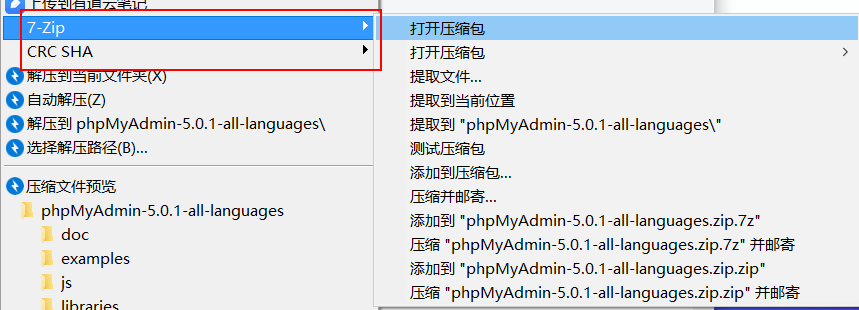 上传到有道云笔记
7-Zip
CRC SHA
解压到当前文件夹(X)
自动解压(Z)
解压到 phpMyAdmin-5.0.1-all-languages\
选择解压路径(B)...
压缩文件预览
phpMyAdmin-5.0.1-all-languages
doc
examples
js
libraries
打开压缩包
打开压缩包
提取文件...
提取到当前位置
提取到 "phpMyAdmin-5.0.1-all-languages\"
测试压缩包
添加到压缩包...
压缩并邮寄...
添加到 "phpMyAdmin-5.0.1-all-languages.zip.7z"
压缩 "phpMyAdmin-5.0.1-all-languages.zip.7z" 并邮寄
添加到 "phpMyAdmin-5.0.1-all-languages.zip.zip"
压缩 "phpMyAdmin-5.0.1-all-languages.zip.zip" 并邮寄